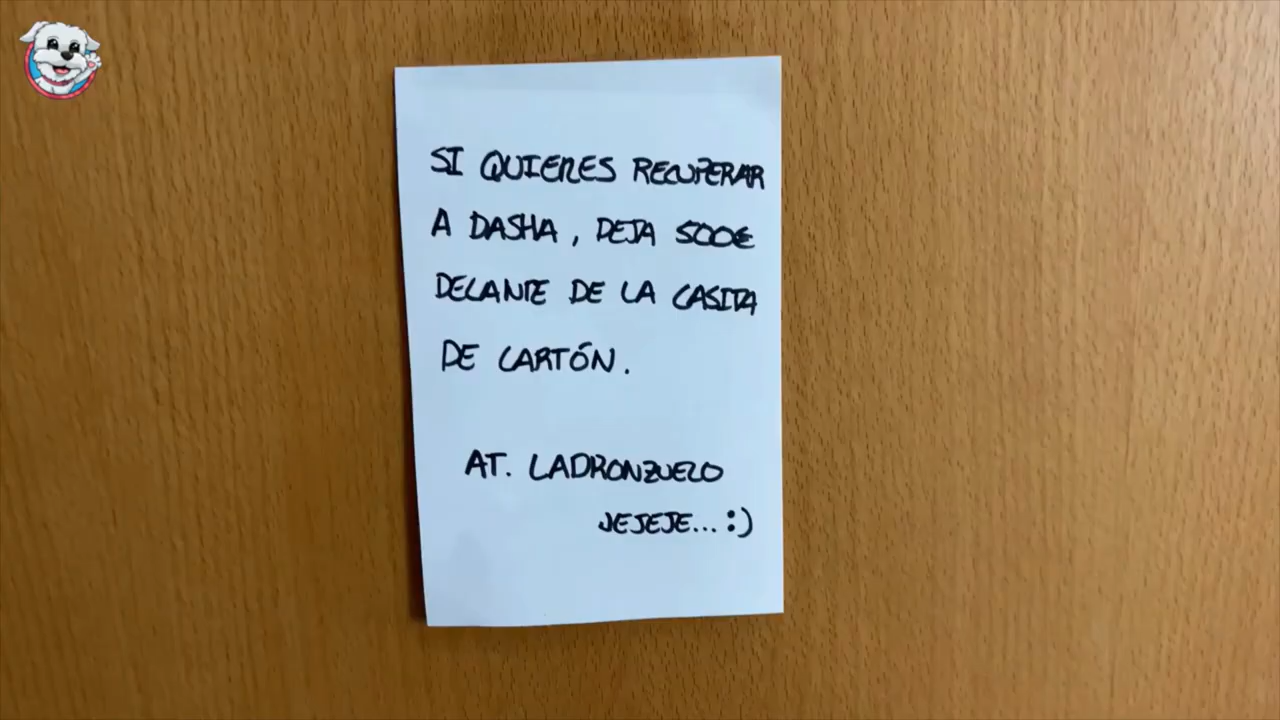 SI QUIERES RECUPERAR
A DASHA, DEJA 500€
DELANTE DE LA CASITA
DE CARTÓN.
AT. LADRONZUELO
JEJEJE... :)